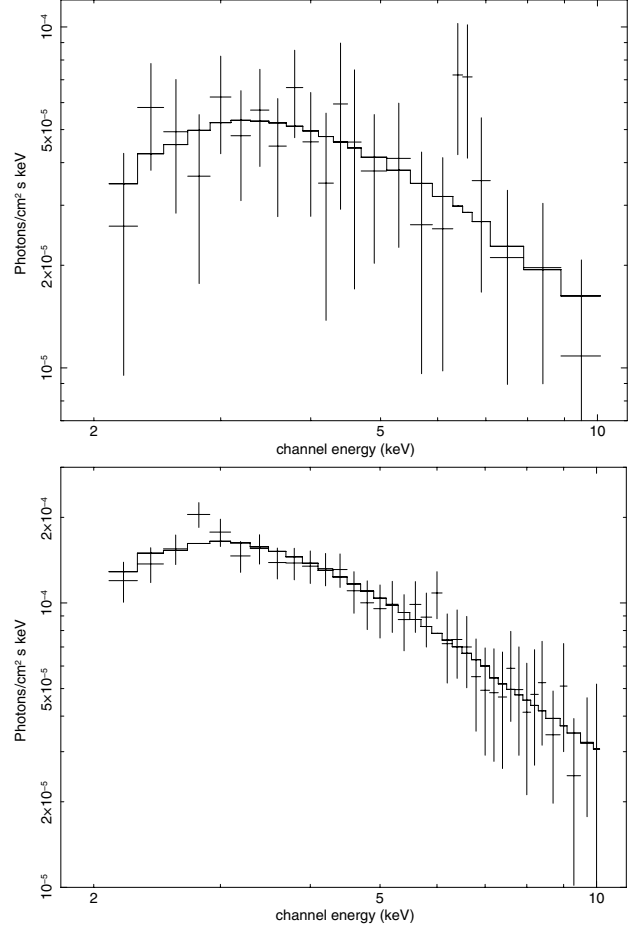 10⁻⁴
5×10⁻⁵
2×10⁻⁵
10⁻⁵
Photons/cm² s keV
2 5 10
channel energy (keV)
2×10⁻⁴
10⁻⁴
5×10⁻⁵
2×10⁻⁵
10⁻⁵
Photons/cm² s keV
2 5 10
channel energy (keV)